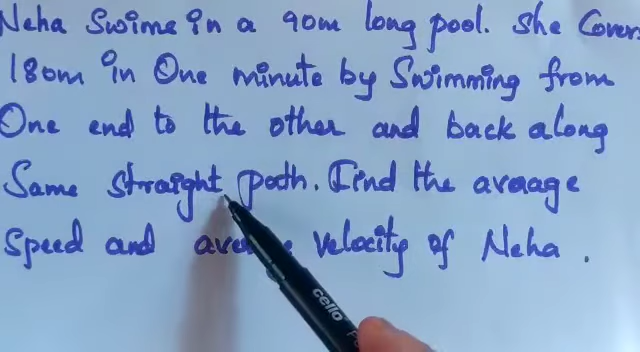 Neha Swims in a 90m long pool. She Covers
180m in One minute by Swimming from
One end to the other and back along
Same straight path. Find the avaage
Speed and velocity of Neha.
cello